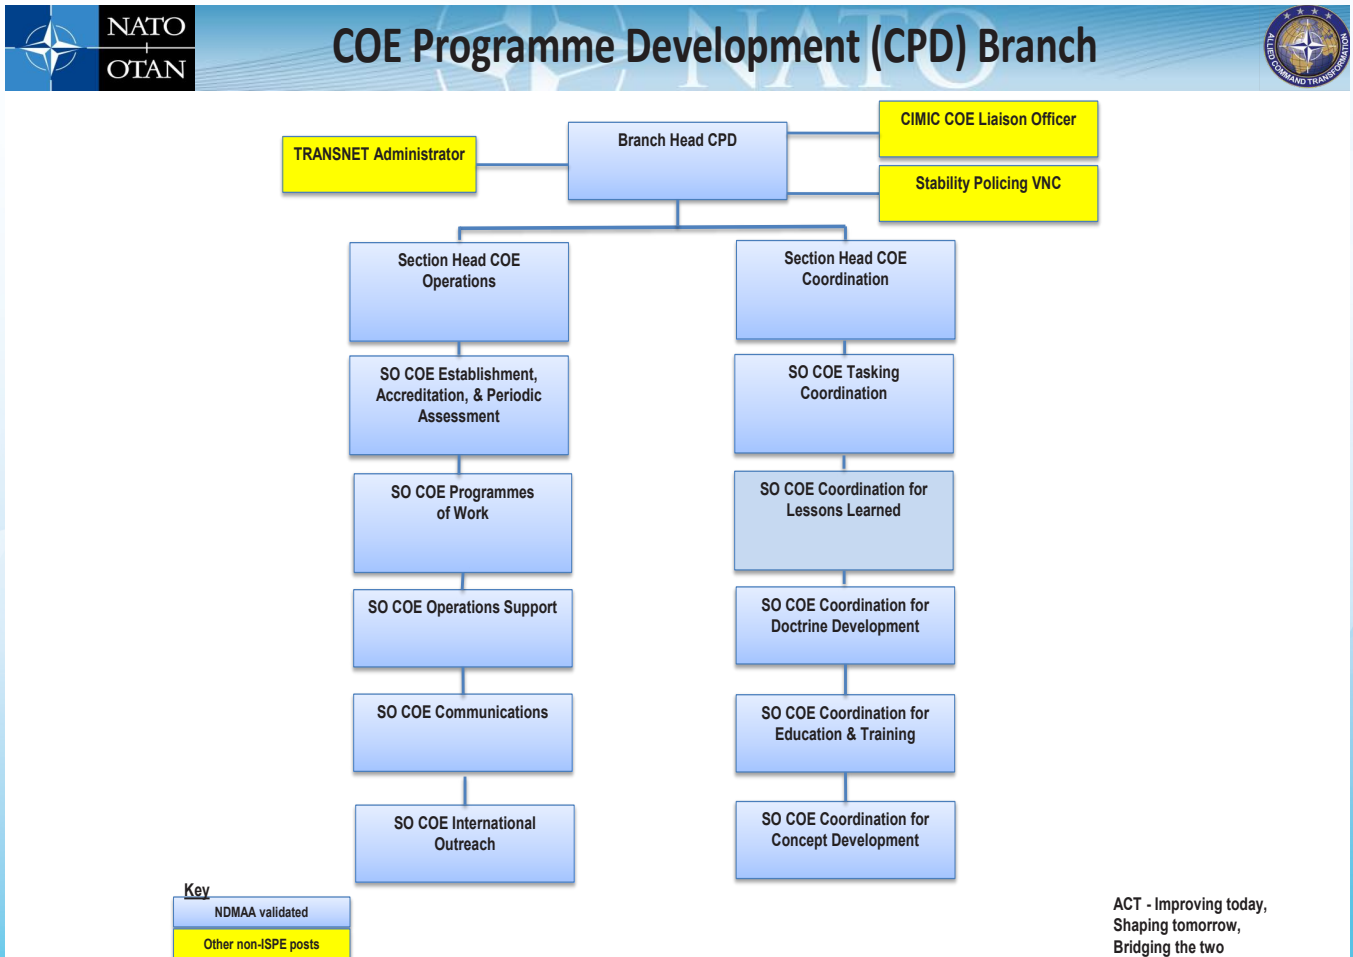 NATO
OTAN
COE Programme Development (CPD) Branch
NATO
ALLIED COMMAND TRANSFORMATION
TRANSNET Administrator
Branch Head CPD
CIMIC COE Liaison Officer
Stability Policing VNC
Section Head COE
Operations
Section Head COE
Coordination
SO COE Establishment,
Accreditation, & Periodic
Assessment
SO COE Tasking
Coordination
SO COE Programmes
of Work
SO COE Coordination for
Lessons Learned
SO COE Operations Support
SO COE Coordination for
Doctrine Development
SO COE Communications
SO COE Coordination for
Education & Training
SO COE International
Outreach
SO COE Coordination for
Concept Development
Key
NDMAA validated
Other non-ISPE posts
ACT - Improving today,
Shaping tomorrow,
Bridging the two